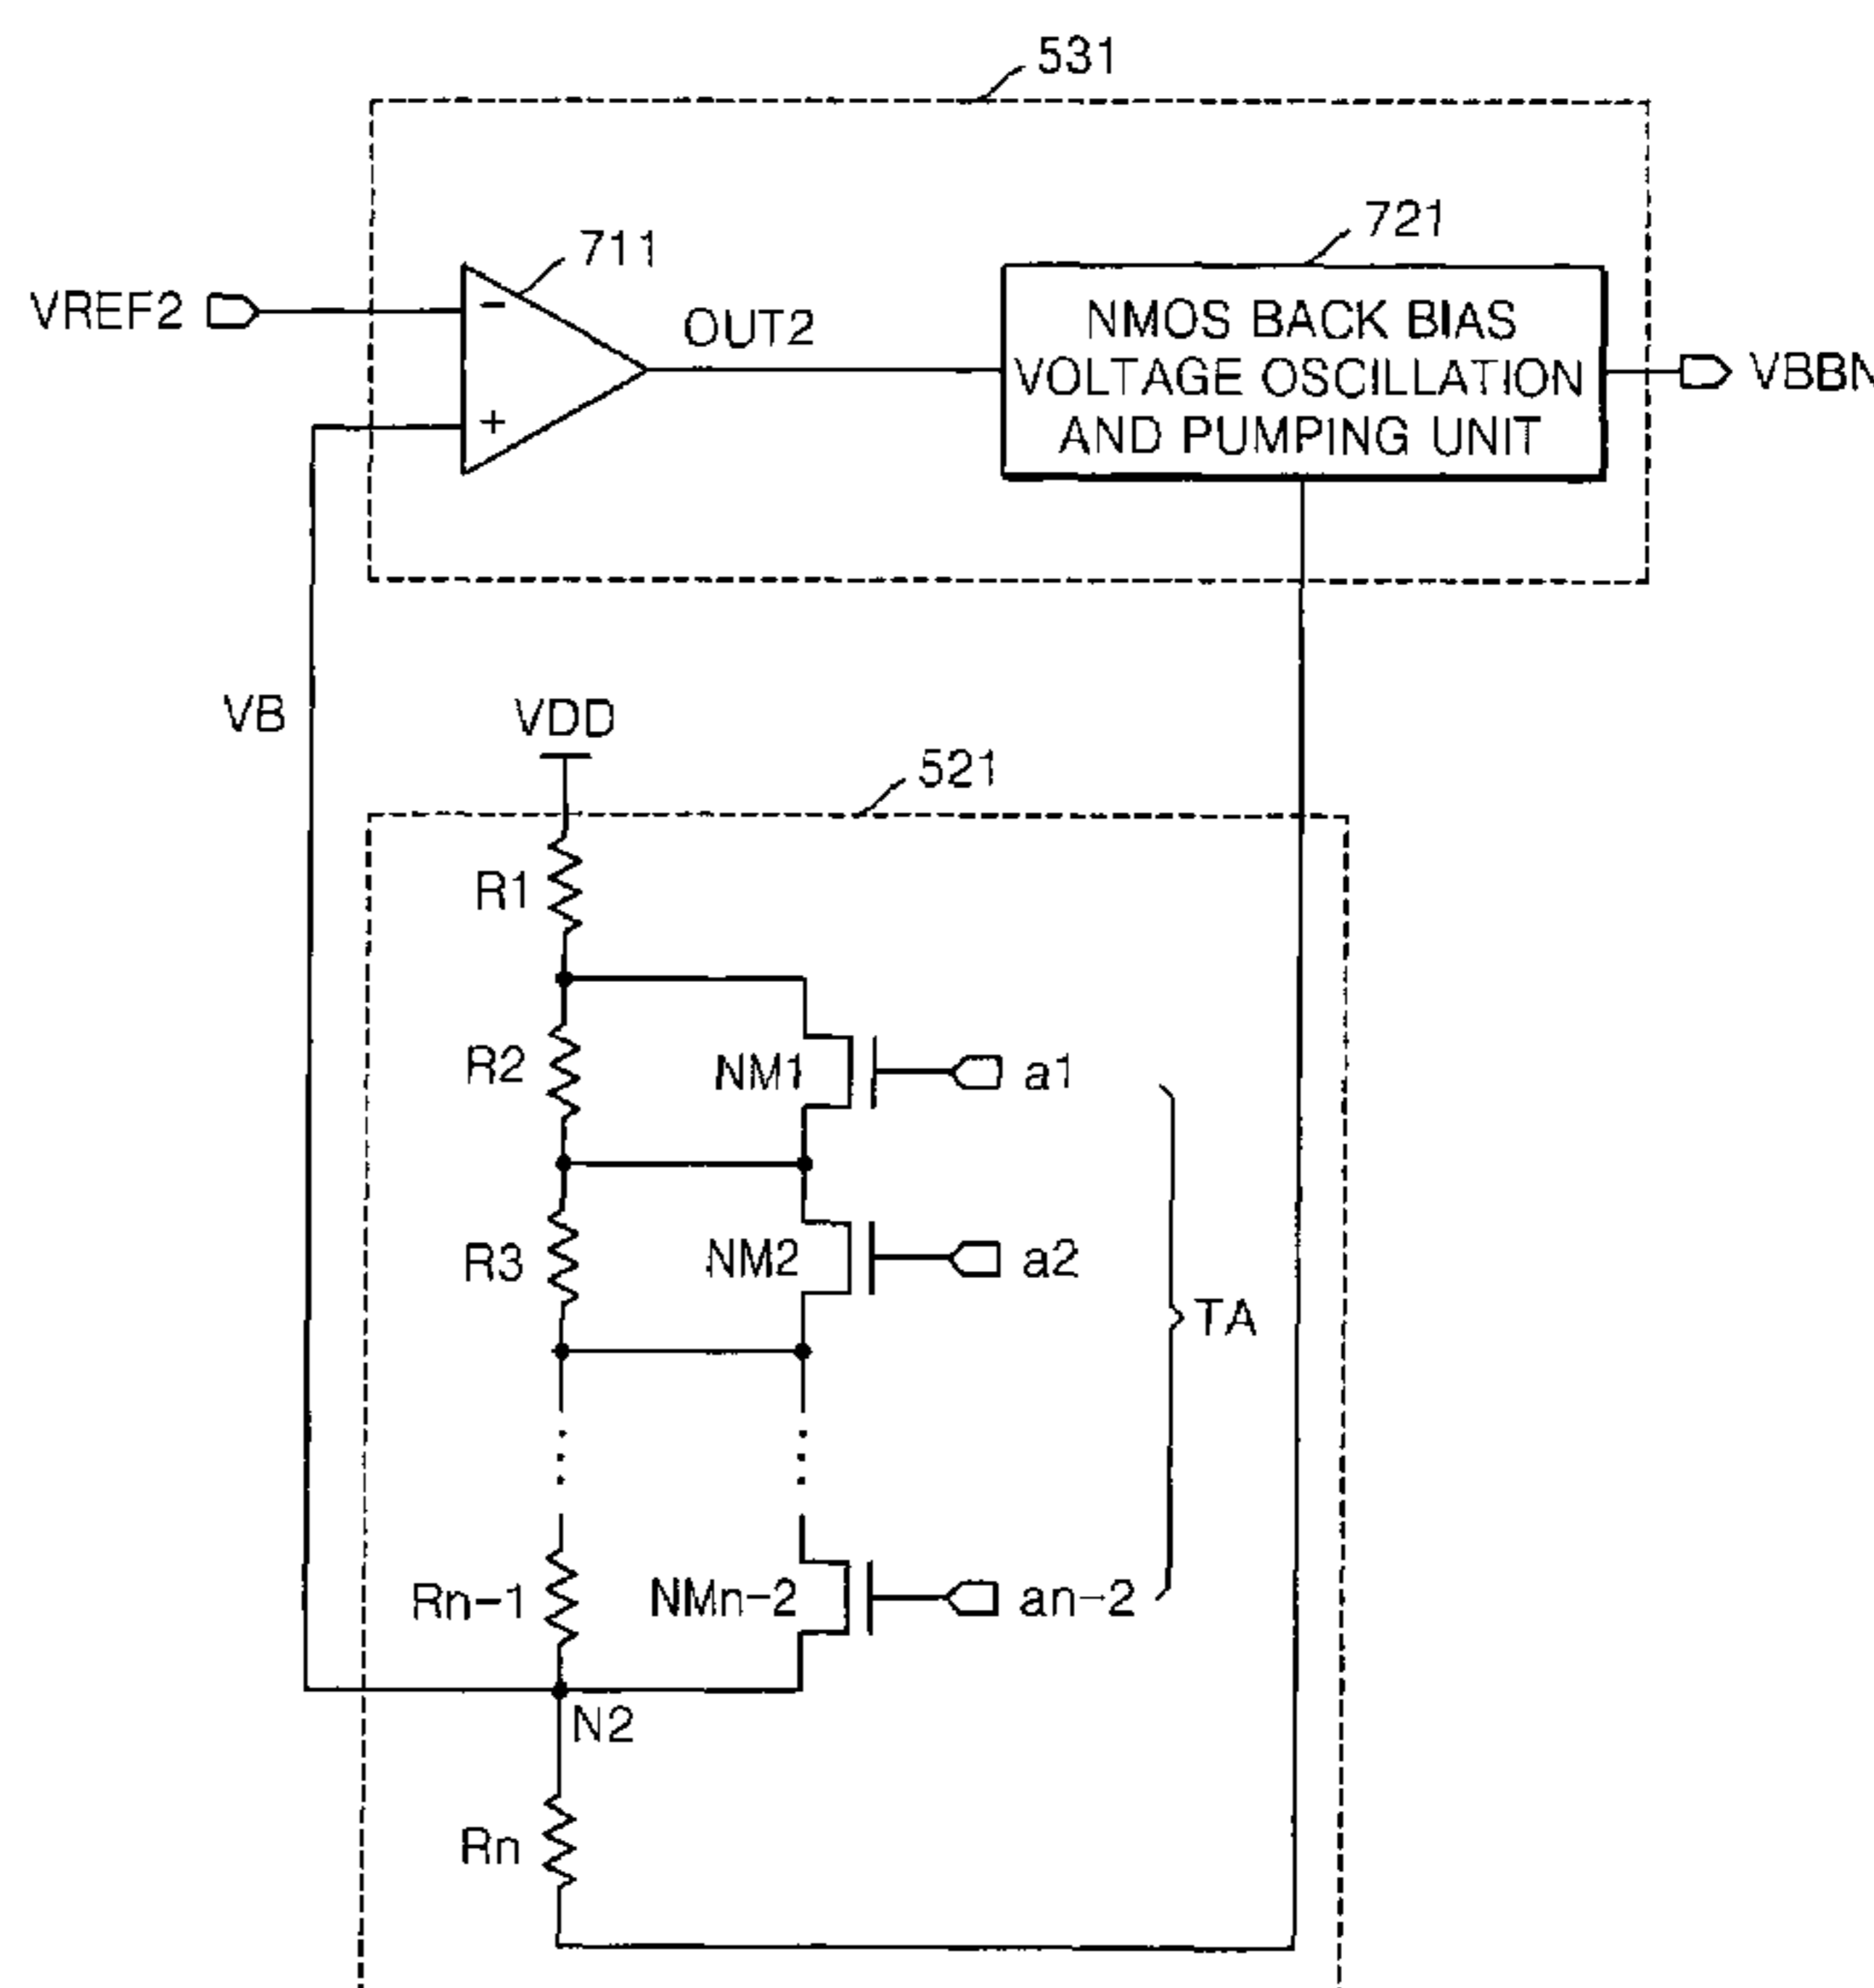 531
721
711
VREF2
-
OUT2
NMOS BACK BIAS
VOLTAGE OSCILLATION
AND PUMPING UNIT
VBBN
+
VB
VDD
521
R1
R2
NM1
a1
R3
NM2
a2
TA
Rn-1
NMn-2
an-2
N2
Rn